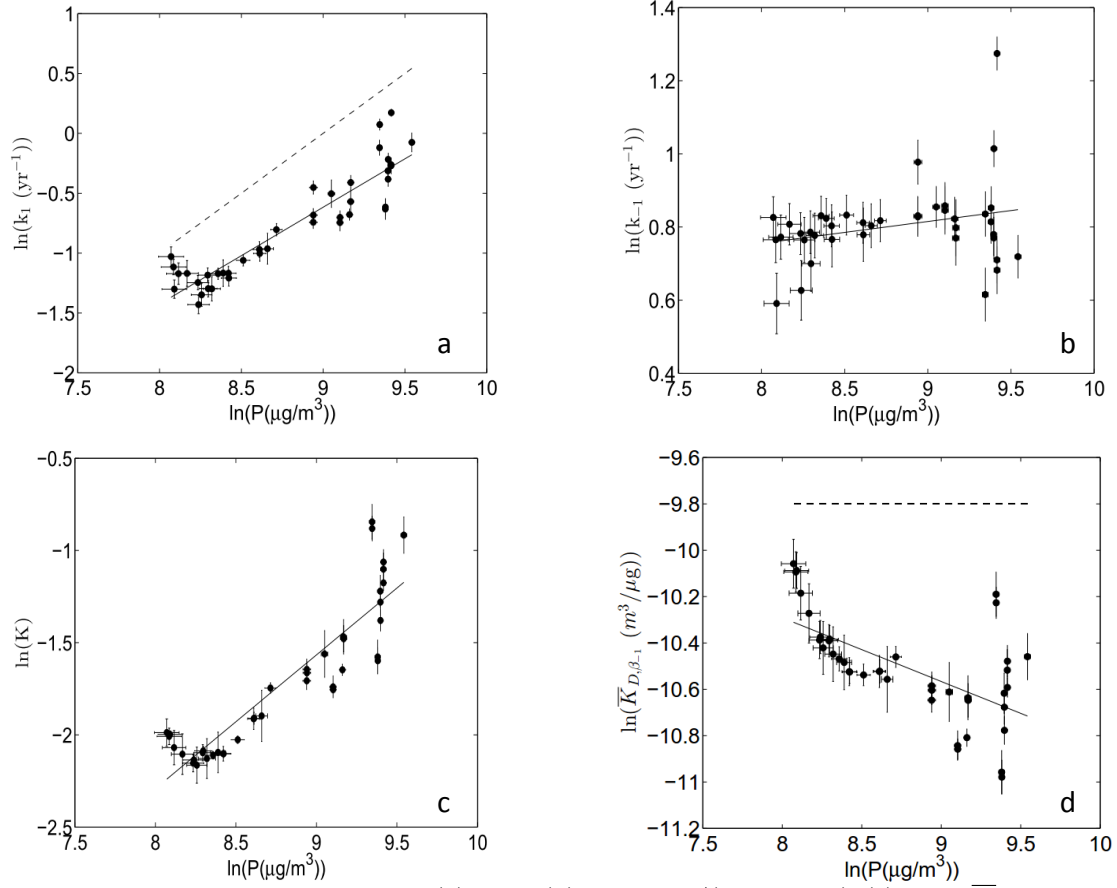 1
0.5
0
−0.5
−1
−1.5
−2
7.5 8 8.5 9 9.5 10
ln(k₁ (yr⁻¹))
ln(P(μg/m³))
a
1.4
1.2
1
0.8
0.6
0.4
7.5 8 8.5 9 9.5 10
ln(k₋₁ (yr⁻¹))
ln(P(μg/m³))
b
−0.5
−1
−1.5
−2
−2.5
7.5 8 8.5 9 9.5 10
ln(K)
ln(P(μg/m³))
c
−9.6
−9.8
−10
−10.2
−10.4
−10.6
−10.8
−11
−11.2
7.5 8 8.5 9 9.5 10
ln(K̅_{D,β₋₁} (m³/μg))
ln(P(μg/m³))
d